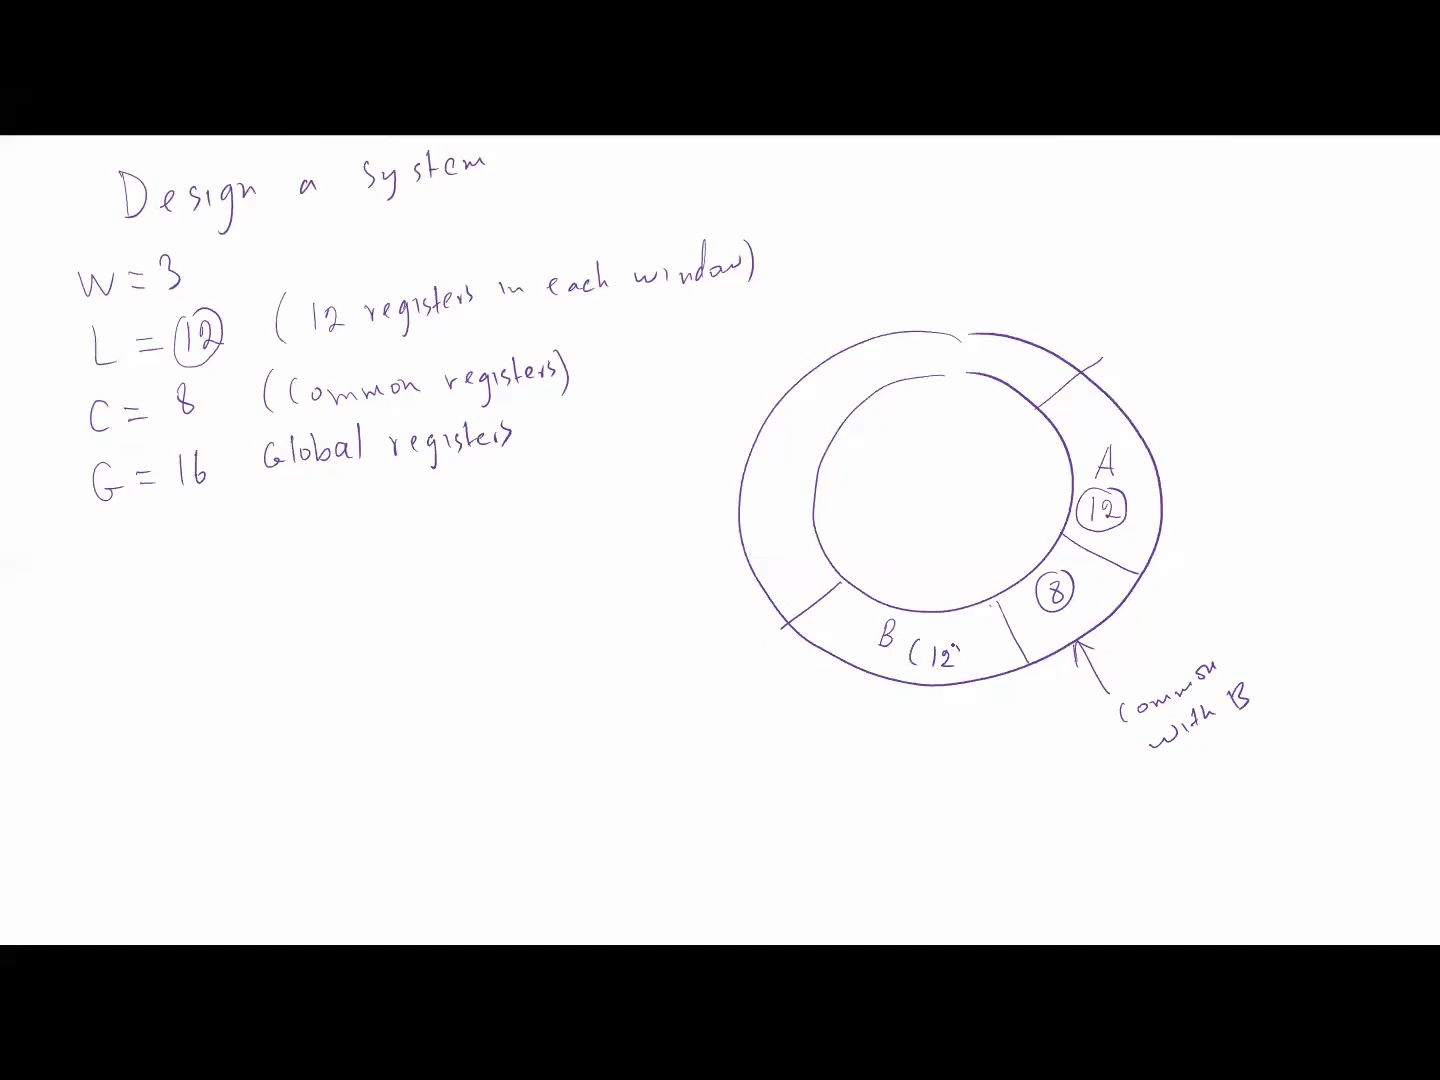 Design a system
W = 3
L = 12 (12 registers in each window)
C = 8 (Common registers)
G = 16 Global registers
A
12
8
B (12
Common
with B